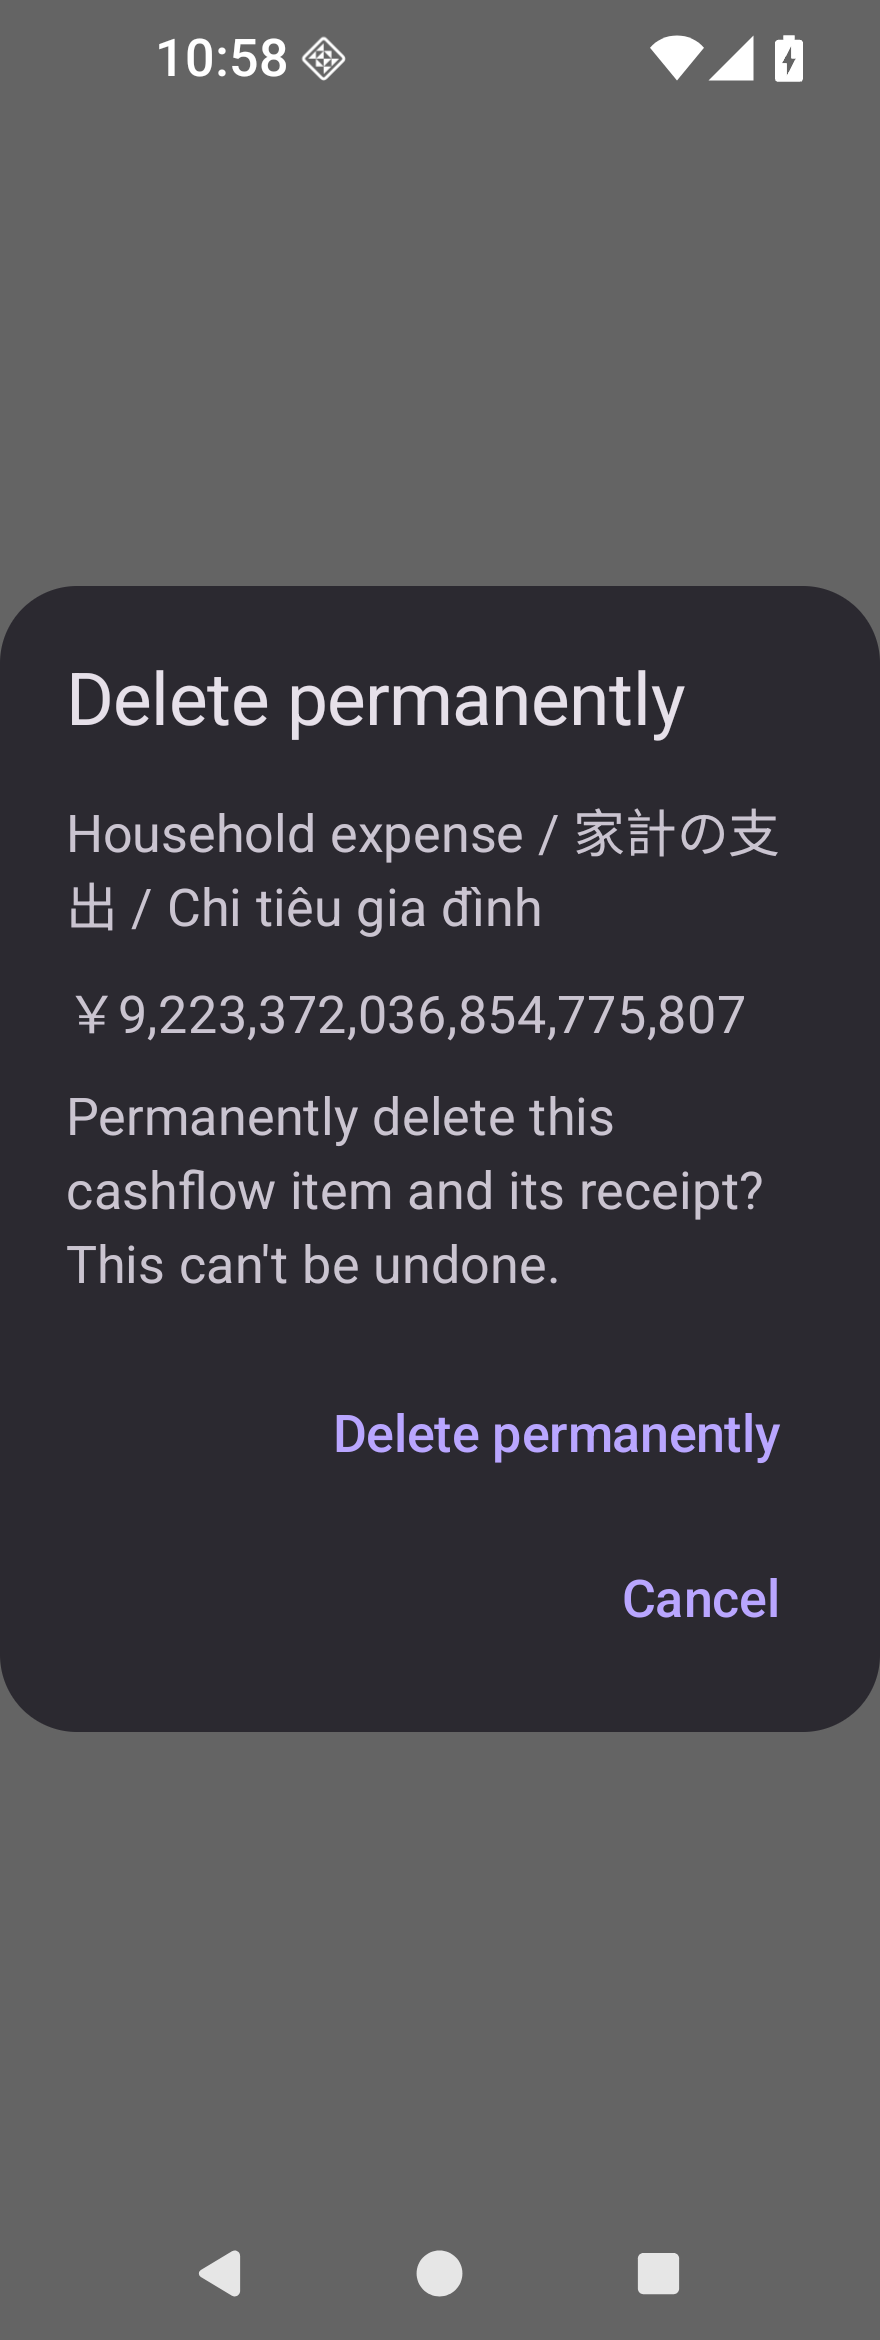 10:58
Delete permanently
Household expense / 家計の支
出 / Chi tiêu gia đình
￥9,223,372,036,854,775,807
Permanently delete this
cashflow item and its receipt?
This can't be undone.
Delete permanently
Cancel